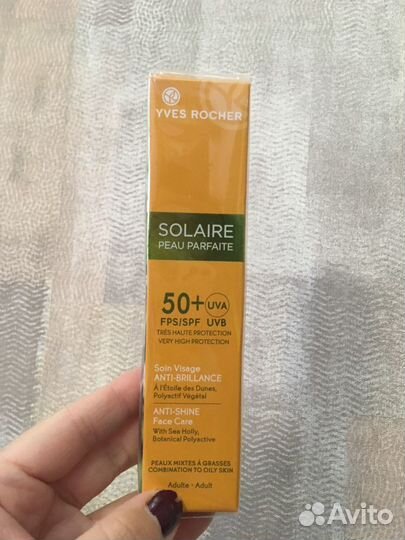 YVES ROCHER
SOLAIRE
PEAU PARFAITE
50+ UVA
FPS/SPF UVB
TRÈS HAUTE PROTECTION
VERY HIGH PROTECTION
Soin Visage
ANTI-BRILLANCE
À l'Étoile des Dunes,
Polyactif Végétal
ANTI-SHINE
Face Care
With Sea Holly,
Botanical Polyactive
PEAUX MIXTES À GRASSES
COMBINATION TO OILY SKIN
Adulte • Adult
Avito